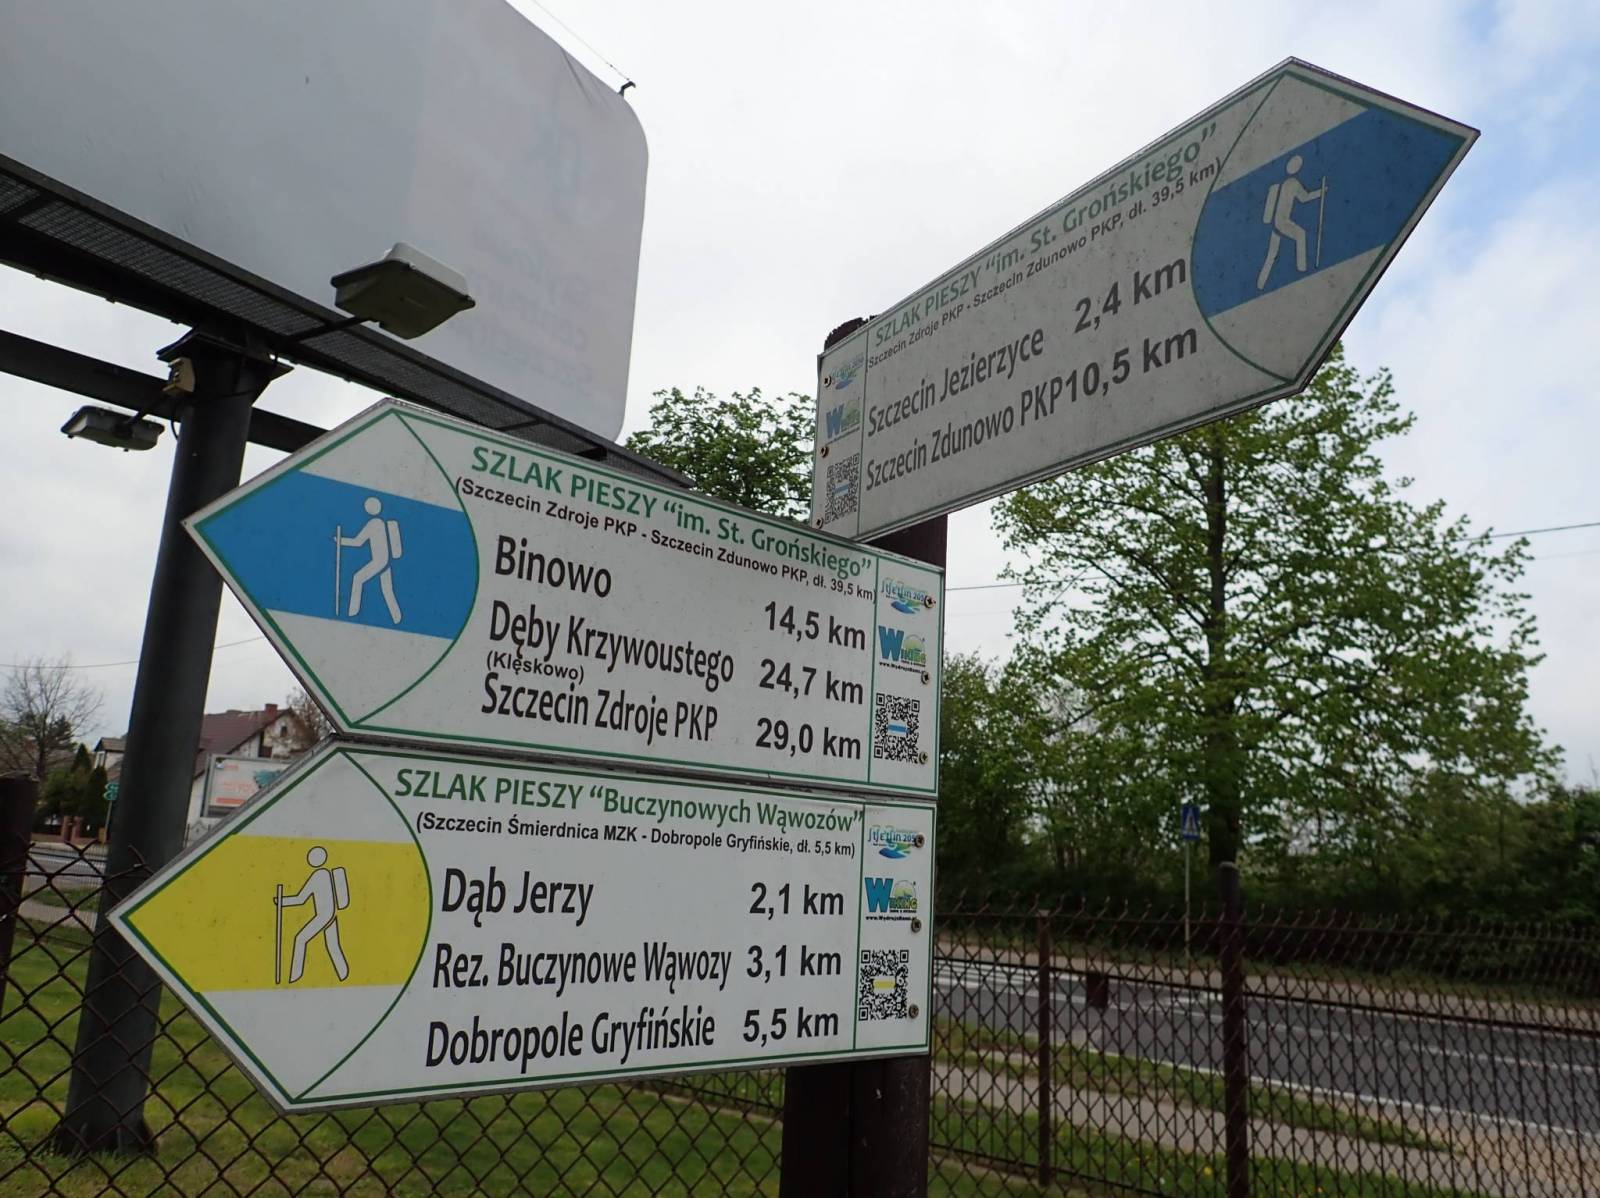 SZLAK PIESZY “im. St. Grońskiego”
Szczecin Zdroje PKP - Szczecin Zdunowo PKP, dł. 39,5 km)
Szczecin Jezierzyce 2,4 km
Szczecin Zdunowo PKP 10,5 km
SZLAK PIESZY “im. St. Grońskiego”
(Szczecin Zdroje PKP - Szczecin Zdunowo PKP, dł. 39,5 km)
Binowo 14,5 km
Dęby Krzywoustego 24,7 km
(Klęskowo)
Szczecin Zdroje PKP 29,0 km
WIKING
SZLAK PIESZY “Buczynowych Wąwozów”
(Szczecin Śmierdnica MZK - Dobropole Gryfińskie, dł. 5,5 km)
Dąb Jerzy 2,1 km
Rez. Buczynowe Wąwozy 3,1 km
Dobropole Gryfińskie 5,5 km
WIKING